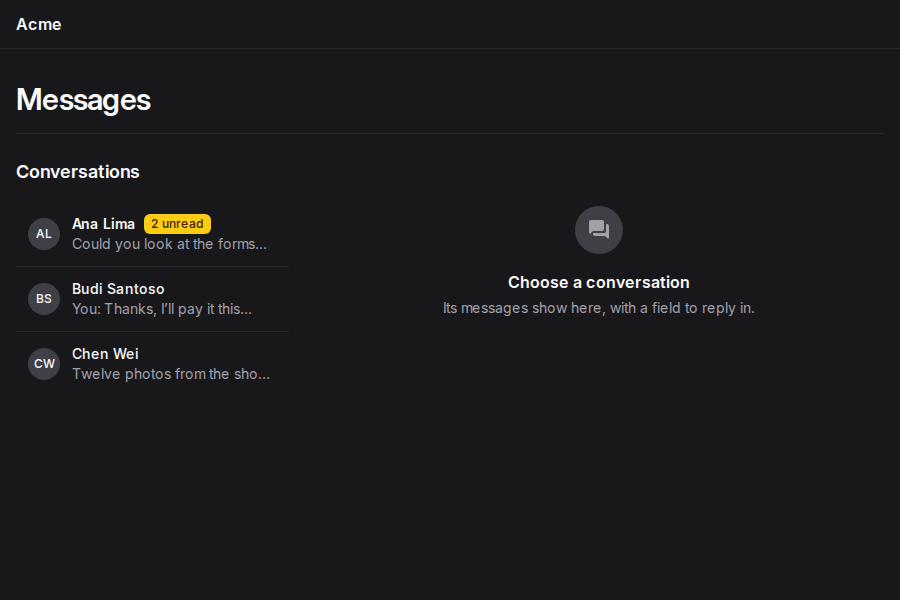 Acme
Messages
Conversations
AL
Ana Lima
2 unread
Could you look at the forms…
BS
Budi Santoso
You: Thanks, I’ll pay it this…
CW
Chen Wei
Twelve photos from the sho…
Choose a conversation
Its messages show here, with a field to reply in.